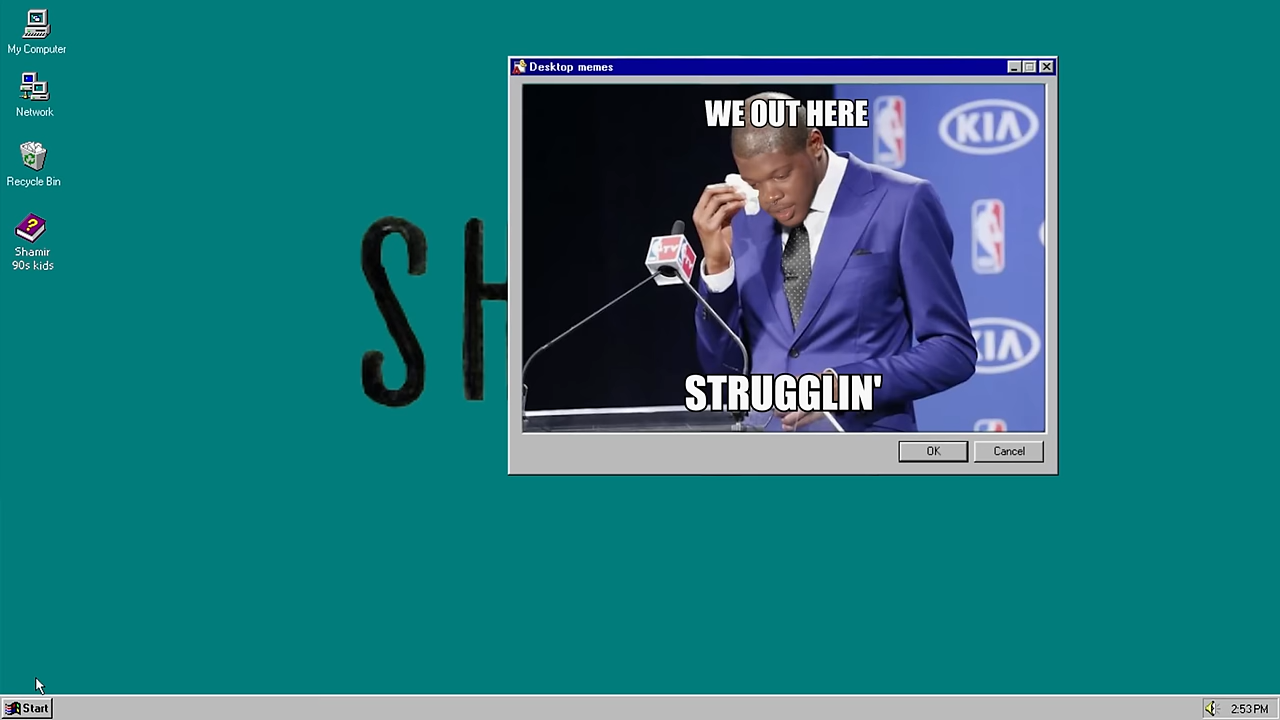 My Computer
Network
Recycle Bin
Shamir
90s kids
SH
Desktop memes
WE OUT HERE
KIA
TV
KIA
STRUGGLIN'
OK
Cancel
Start
2:53 PM